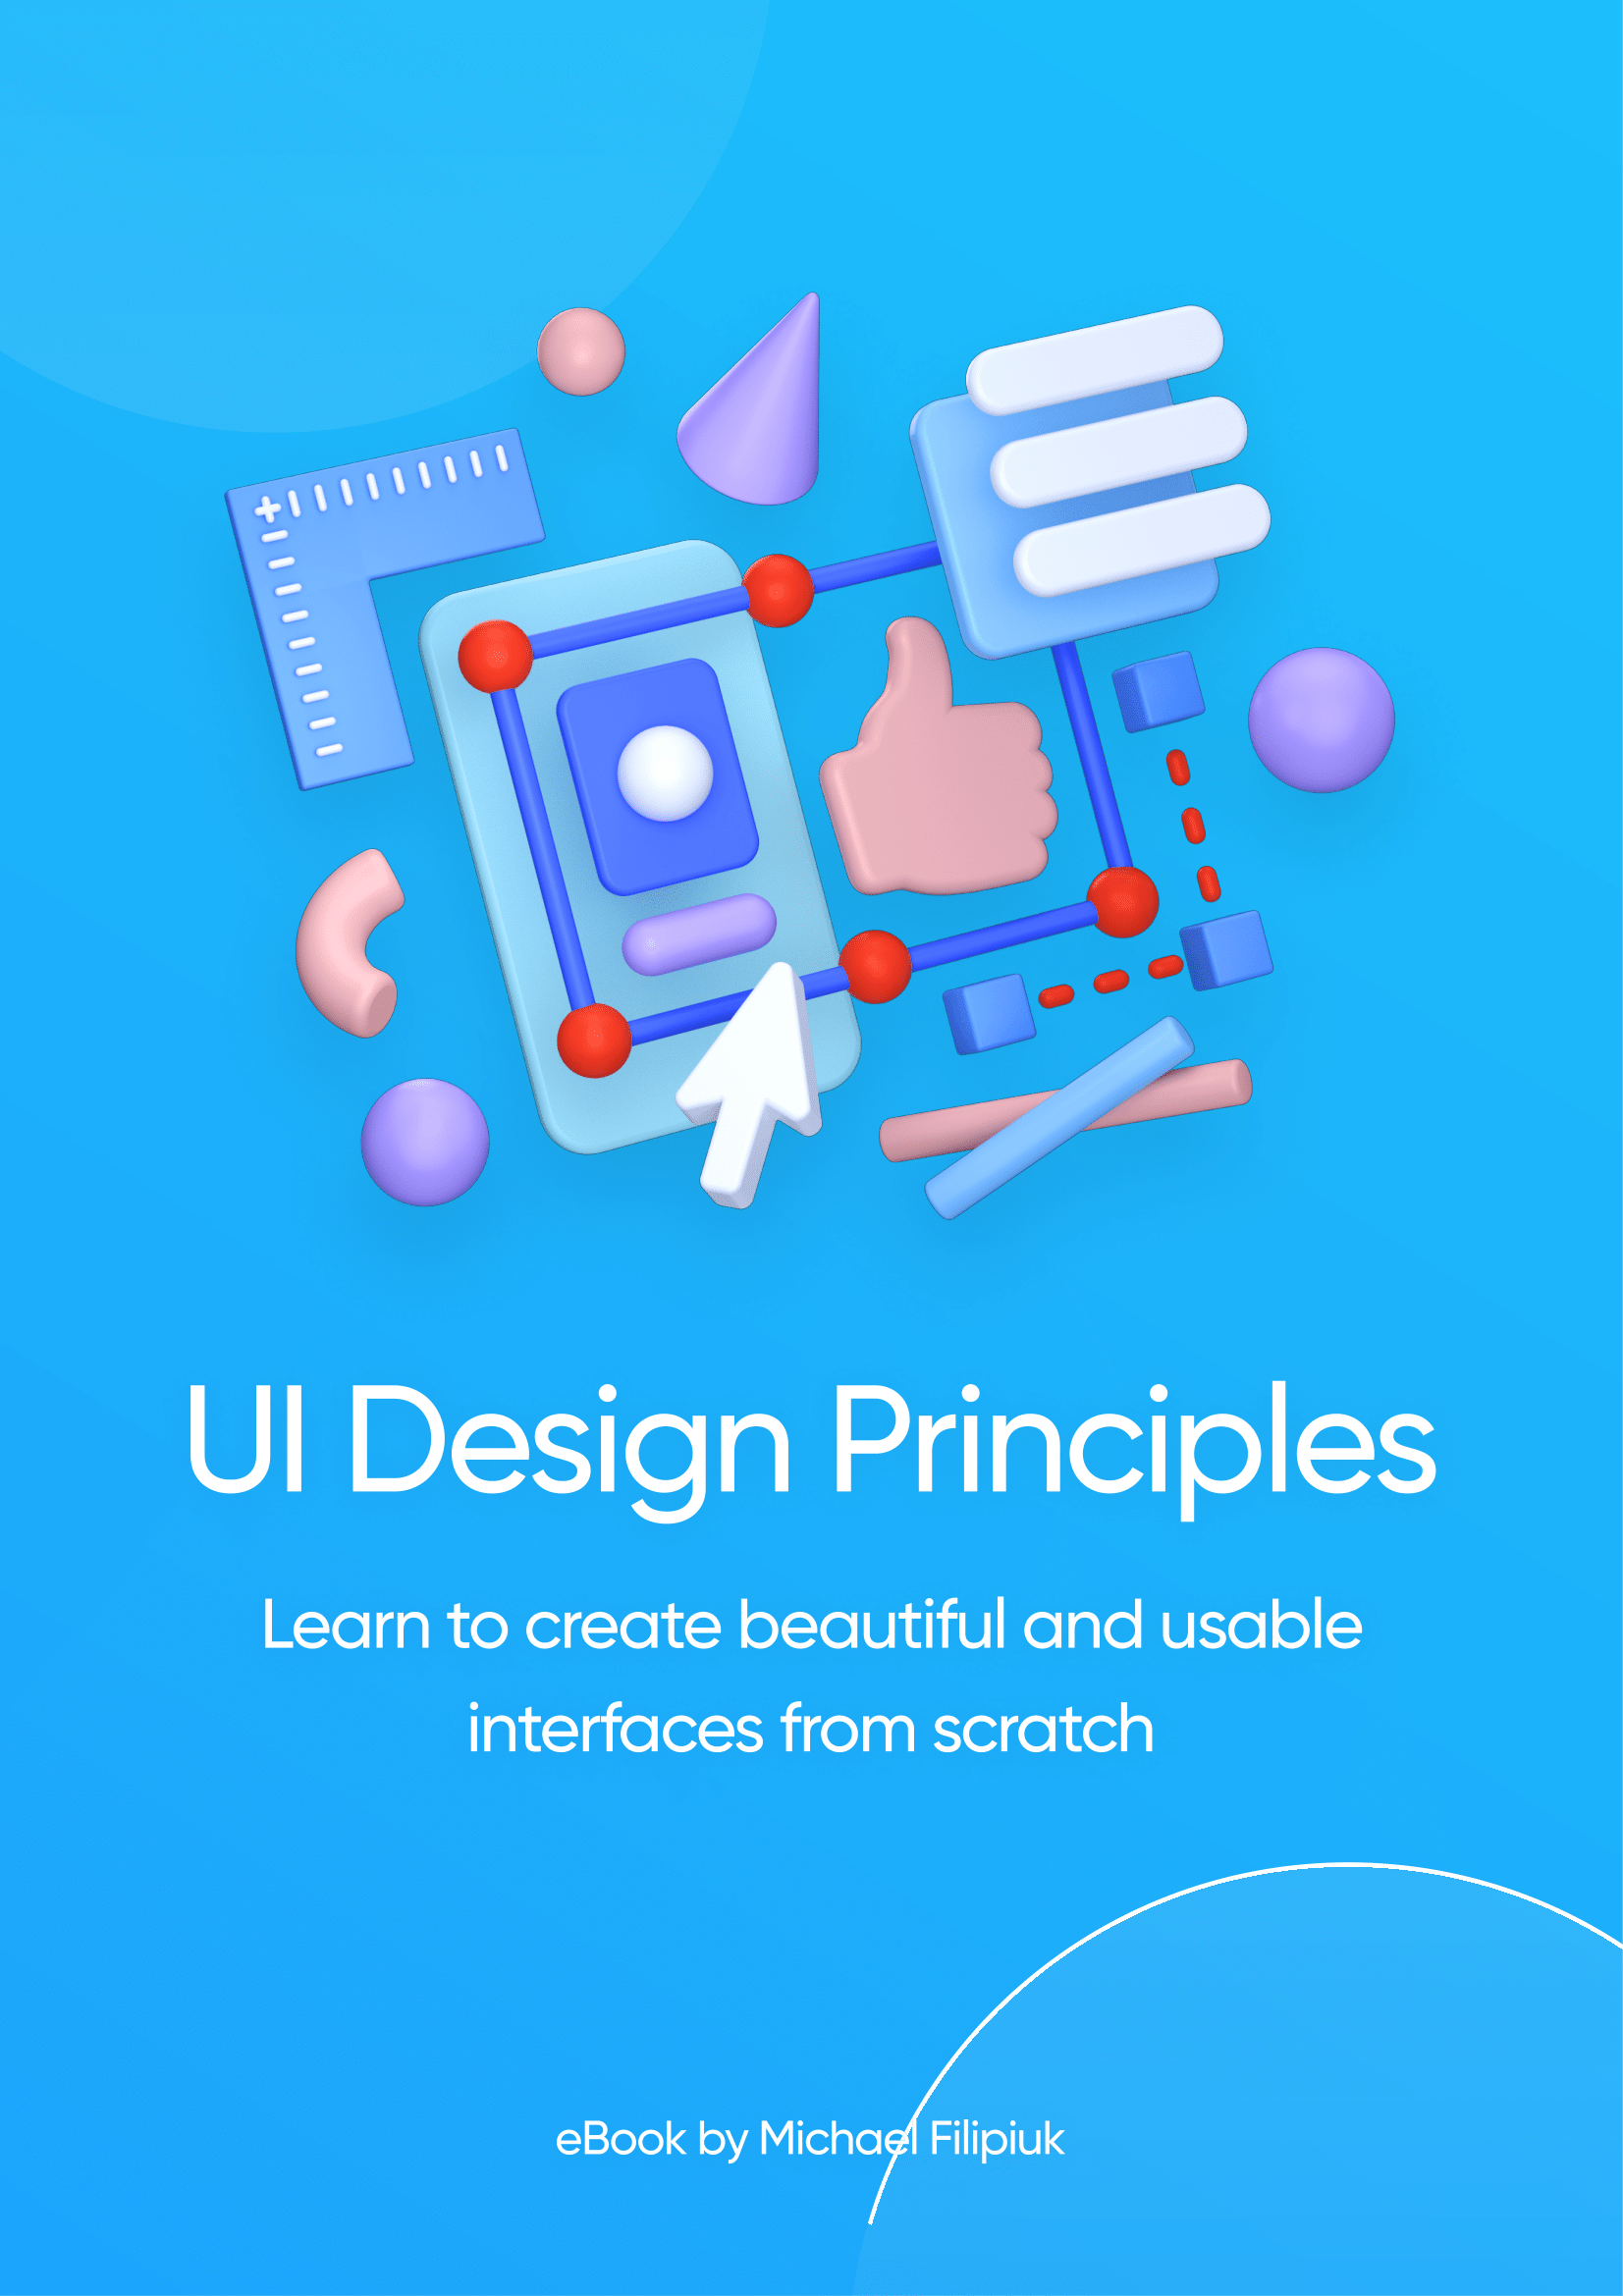 UI Design Principles
Learn to create beautiful and usable
interfaces from scratch
eBook by Michael Filipiuk